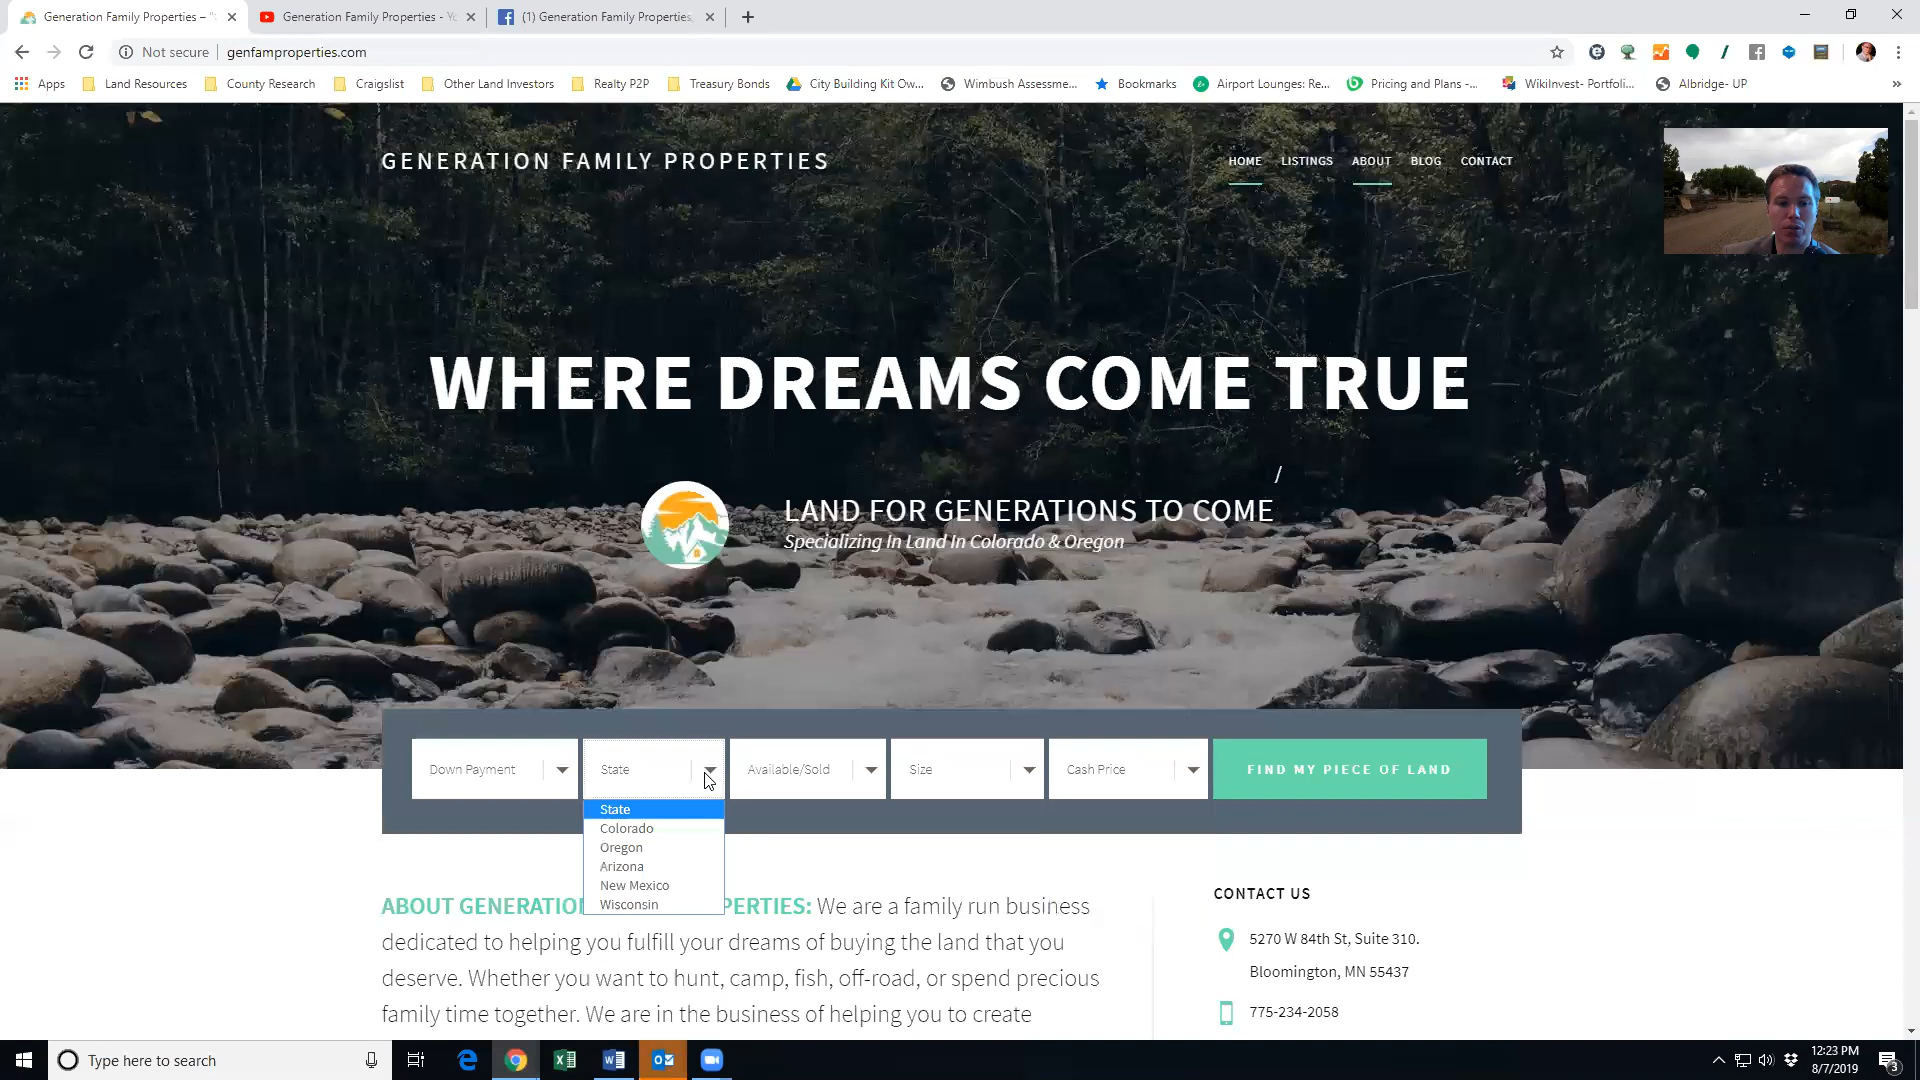 Generation Family Properties – "
Generation Family Properties - Yo
(1) Generation Family Properties,
Not secure
genfamproperties.com
Apps
Land Resources
County Research
Craigslist
Other Land Investors
Realty P2P
Treasury Bonds
City Building Kit Ow...
Wimbush Assessme...
Bookmarks
Airport Lounges: Re...
Pricing and Plans -...
WikiInvest- Portfoli...
Albridge- UP
»
GENERATION FAMILY PROPERTIES
HOME
LISTINGS
ABOUT
BLOG
CONTACT
WHERE DREAMS COME TRUE
/
LAND FOR GENERATIONS TO COME
Specializing In Land In Colorado & Oregon
Down Payment
State
Available/Sold
Size
Cash Price
FIND MY PIECE OF LAND
State
Colorado
Oregon
Arizona
New Mexico
Wisconsin
ABOUT GENERATION PERTIES: We are a family run business
dedicated to helping you fulfill your dreams of buying the land that you
deserve. Whether you want to hunt, camp, fish, off-road, or spend precious
family time together. We are in the business of helping you to create
CONTACT US
5270 W 84th St, Suite 310.
Bloomington, MN 55437
775-234-2058
Type here to search
12:23 PM
8/7/2019
3